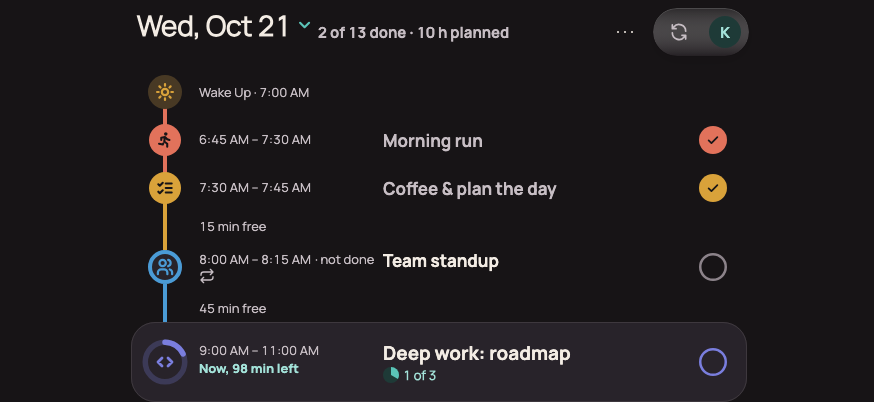 Wed, Oct 21
2 of 13 done · 10 h planned
K
Wake Up · 7:00 AM
6:45 AM – 7:30 AM
Morning run
7:30 AM – 7:45 AM
Coffee & plan the day
15 min free
8:00 AM – 8:15 AM · not done
Team standup
45 min free
9:00 AM – 11:00 AM
Deep work: roadmap
Now, 98 min left
1 of 3